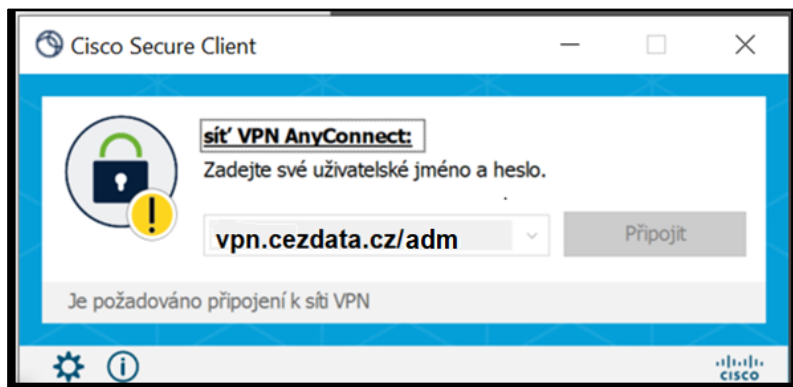 Cisco Secure Client
síť VPN AnyConnect:
Zadejte své uživatelské jméno a heslo.
vpn.cezdata.cz/adm
Připojit
Je požadováno připojení k síti VPN
CISCO